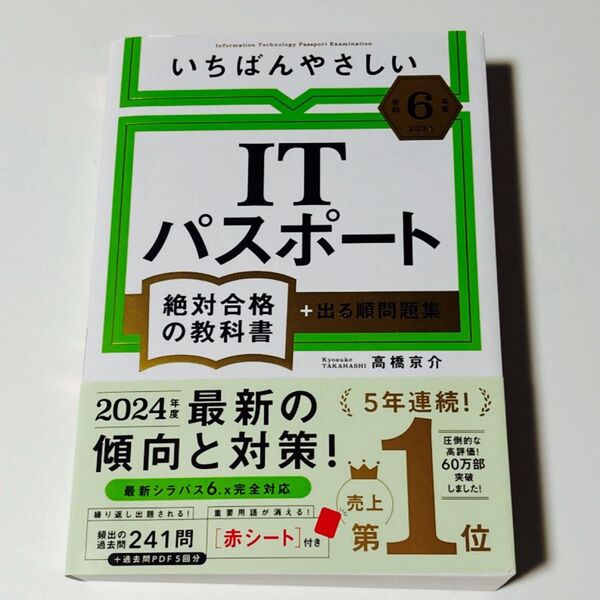 Information Technology Passport Examination
いちばんやさしい
令和
6
年度
2024
IT
パスポート
絶対合格
の教科書
+出る順問題集
Kyosuke
TAKAHASHI
高橋京介
2024年度
最新の
傾向と対策!
最新シラバス6.x完全対応
繰り返し出題される!
頻出の
過去問241問
+過去問PDF5回分
重要用語が消える!
[赤シート]付き
5年連続!
売上
第1位
圧倒的な
高評価!
60万部
突破
しました!